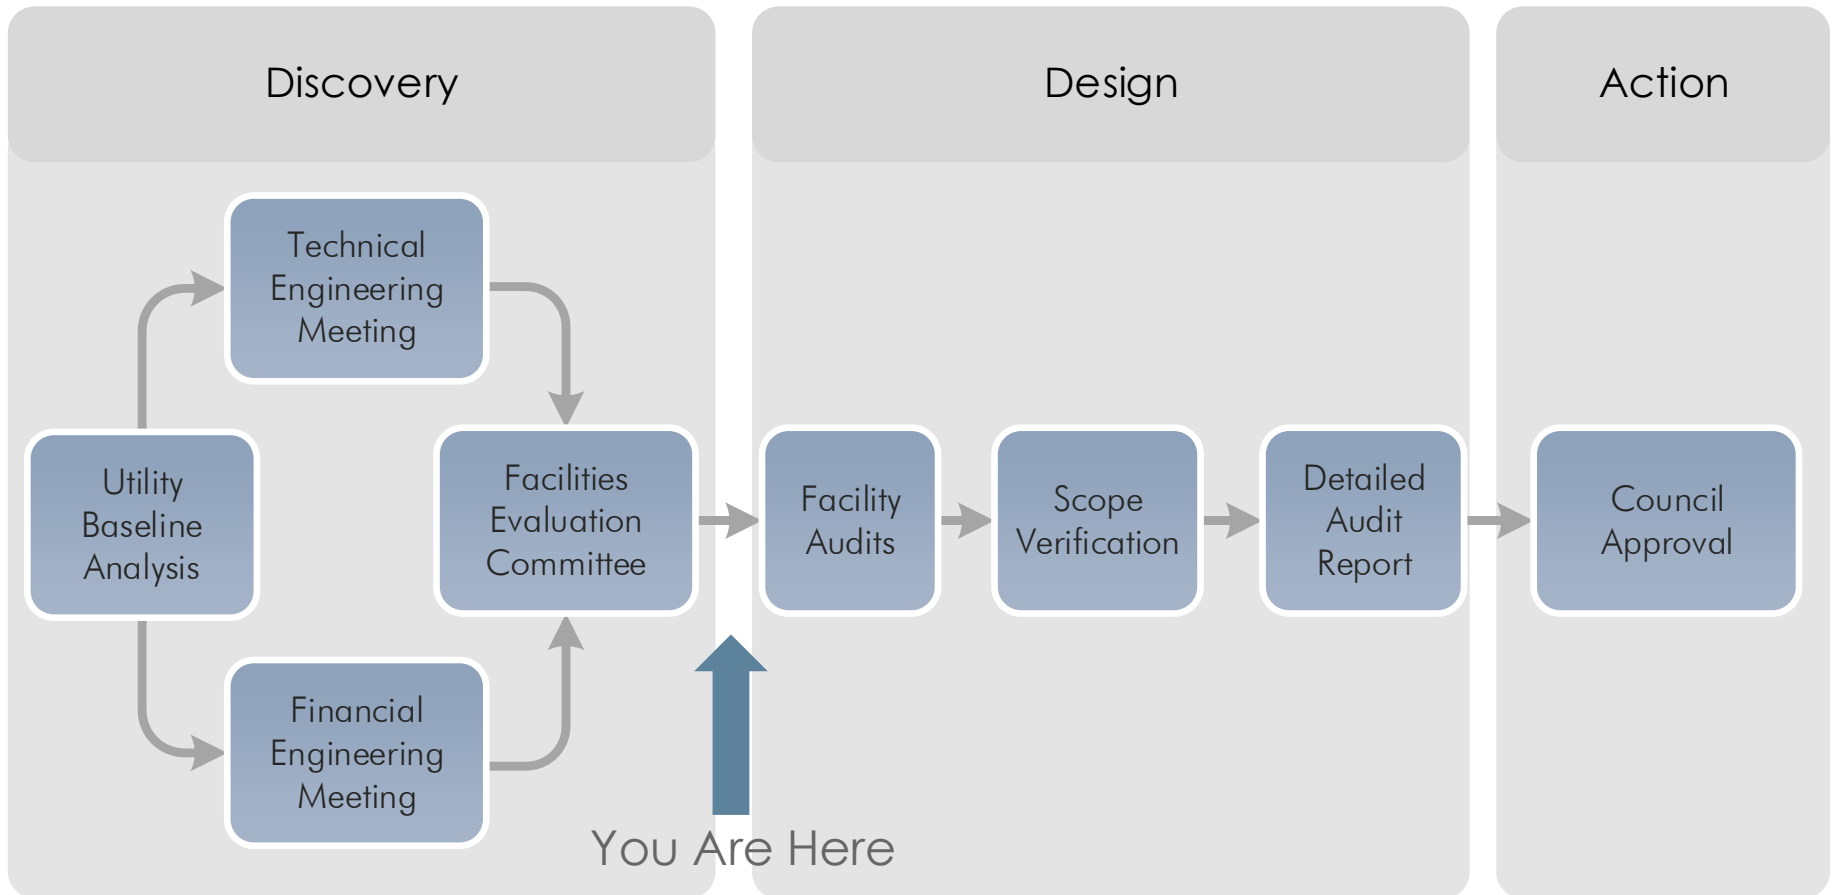 Discovery
Design
Action
Technical
Engineering
Meeting
Utility
Baseline
Analysis
Facilities
Evaluation
Committee
Financial
Engineering
Meeting
Facility
Audits
Scope
Verification
Detailed
Audit
Report
Council
Approval
You Are Here